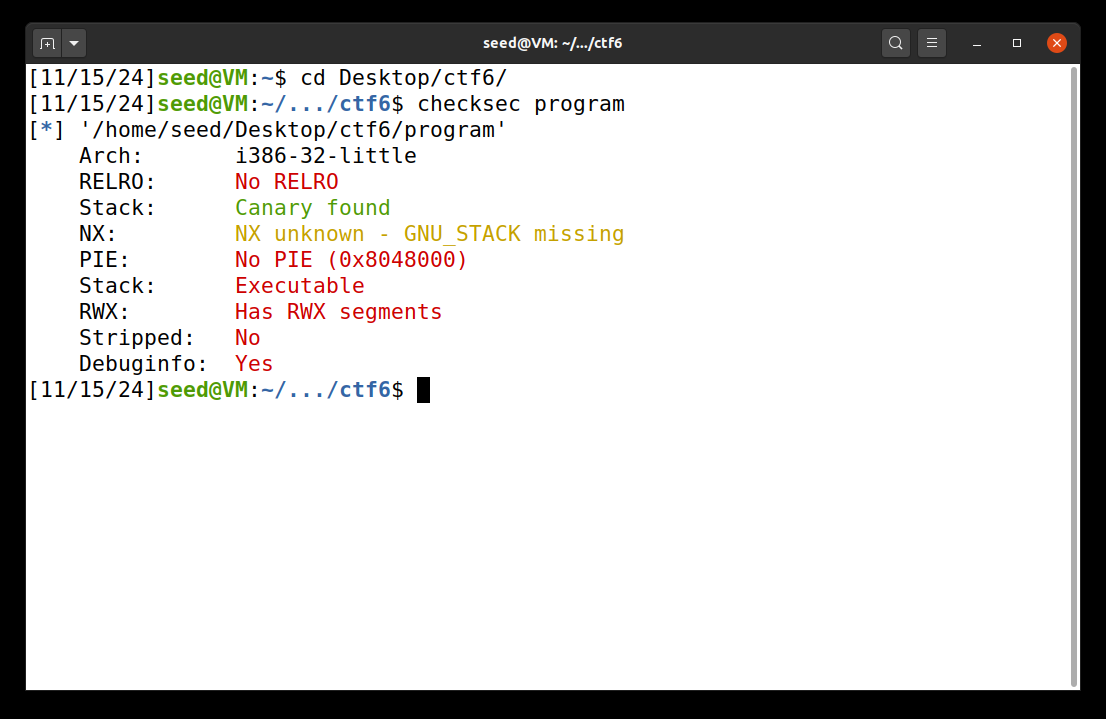 seed@VM: ~/.../ctf6
[11/15/24]seed@VM:~$ cd Desktop/ctf6/
[11/15/24]seed@VM:~/.../ctf6$ checksec program
[*] '/home/seed/Desktop/ctf6/program'
    Arch:       i386-32-little
    RELRO:      No RELRO
    Stack:      Canary found
    NX:         NX unknown - GNU_STACK missing
    PIE:        No PIE (0x8048000)
    Stack:      Executable
    RWX:        Has RWX segments
    Stripped:   No
    Debuginfo:  Yes
[11/15/24]seed@VM:~/.../ctf6$